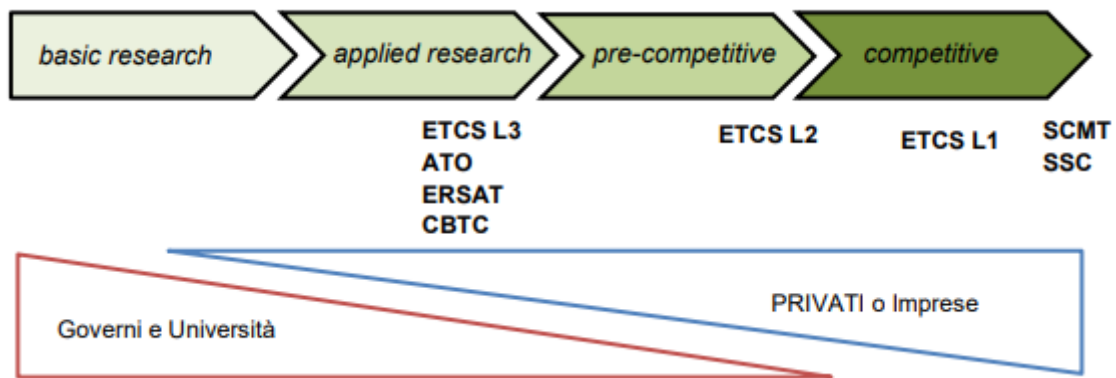 basic research
applied research
pre-competitive
competitive
ETCS L3
ATO
ERSAT
CBTC
ETCS L2
ETCS L1
SCMT
SSC
Governi e Università
PRIVATI o Imprese